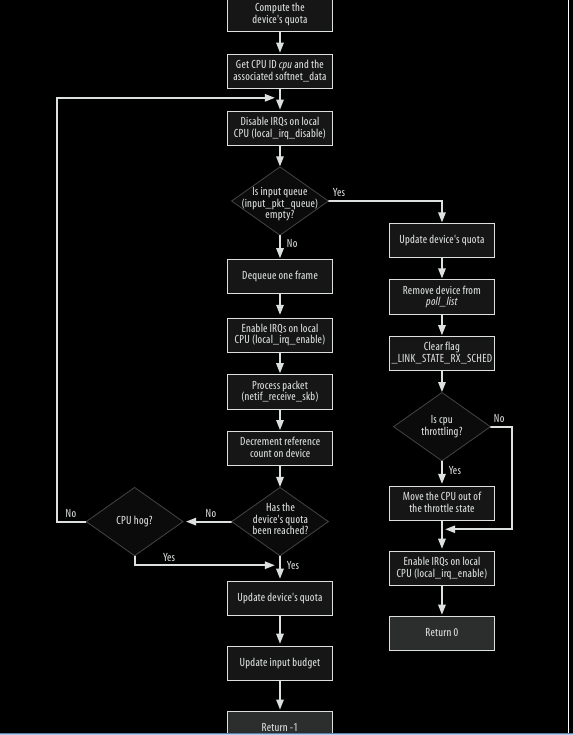 Compute the
device's quota
Get CPU ID cpu and the
associated softnet_data
Disable IRQs on local
CPU (local_irq_disable)
Is input queue
(input_pkt_queue)
empty?
Yes
No
Update device's quota
Dequeue one frame
Remove device from
poll_list
Enable IRQs on local
CPU (local_irq_enable)
Clear flag
_LINK_STATE_RX_SCHED
Process packet
(netif_receive_skb)
Is cpu
throttling?
No
Yes
Decrement reference
count on device
Move the CPU out of
the throttle state
Has the
device's quota
been reached?
No
CPU hog?
No
Yes
Yes
Enable IRQs on local
CPU (local_irq_enable)
Update device's quota
Return 0
Update input budget
Return -1